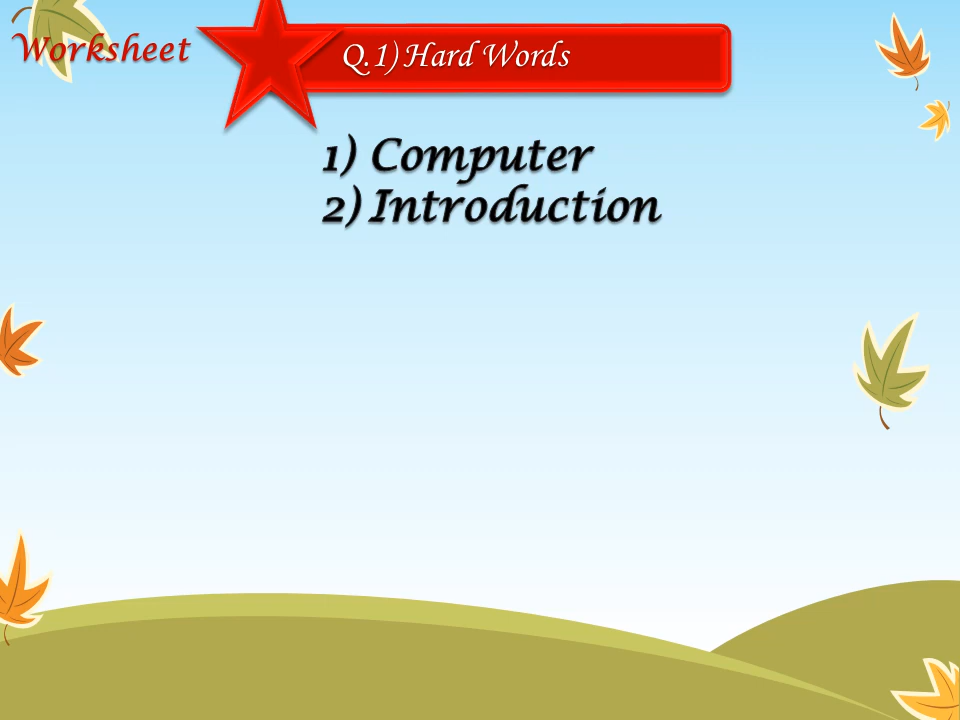 Worksheet
Q.1) Hard Words
1) Computer
2) Introduction